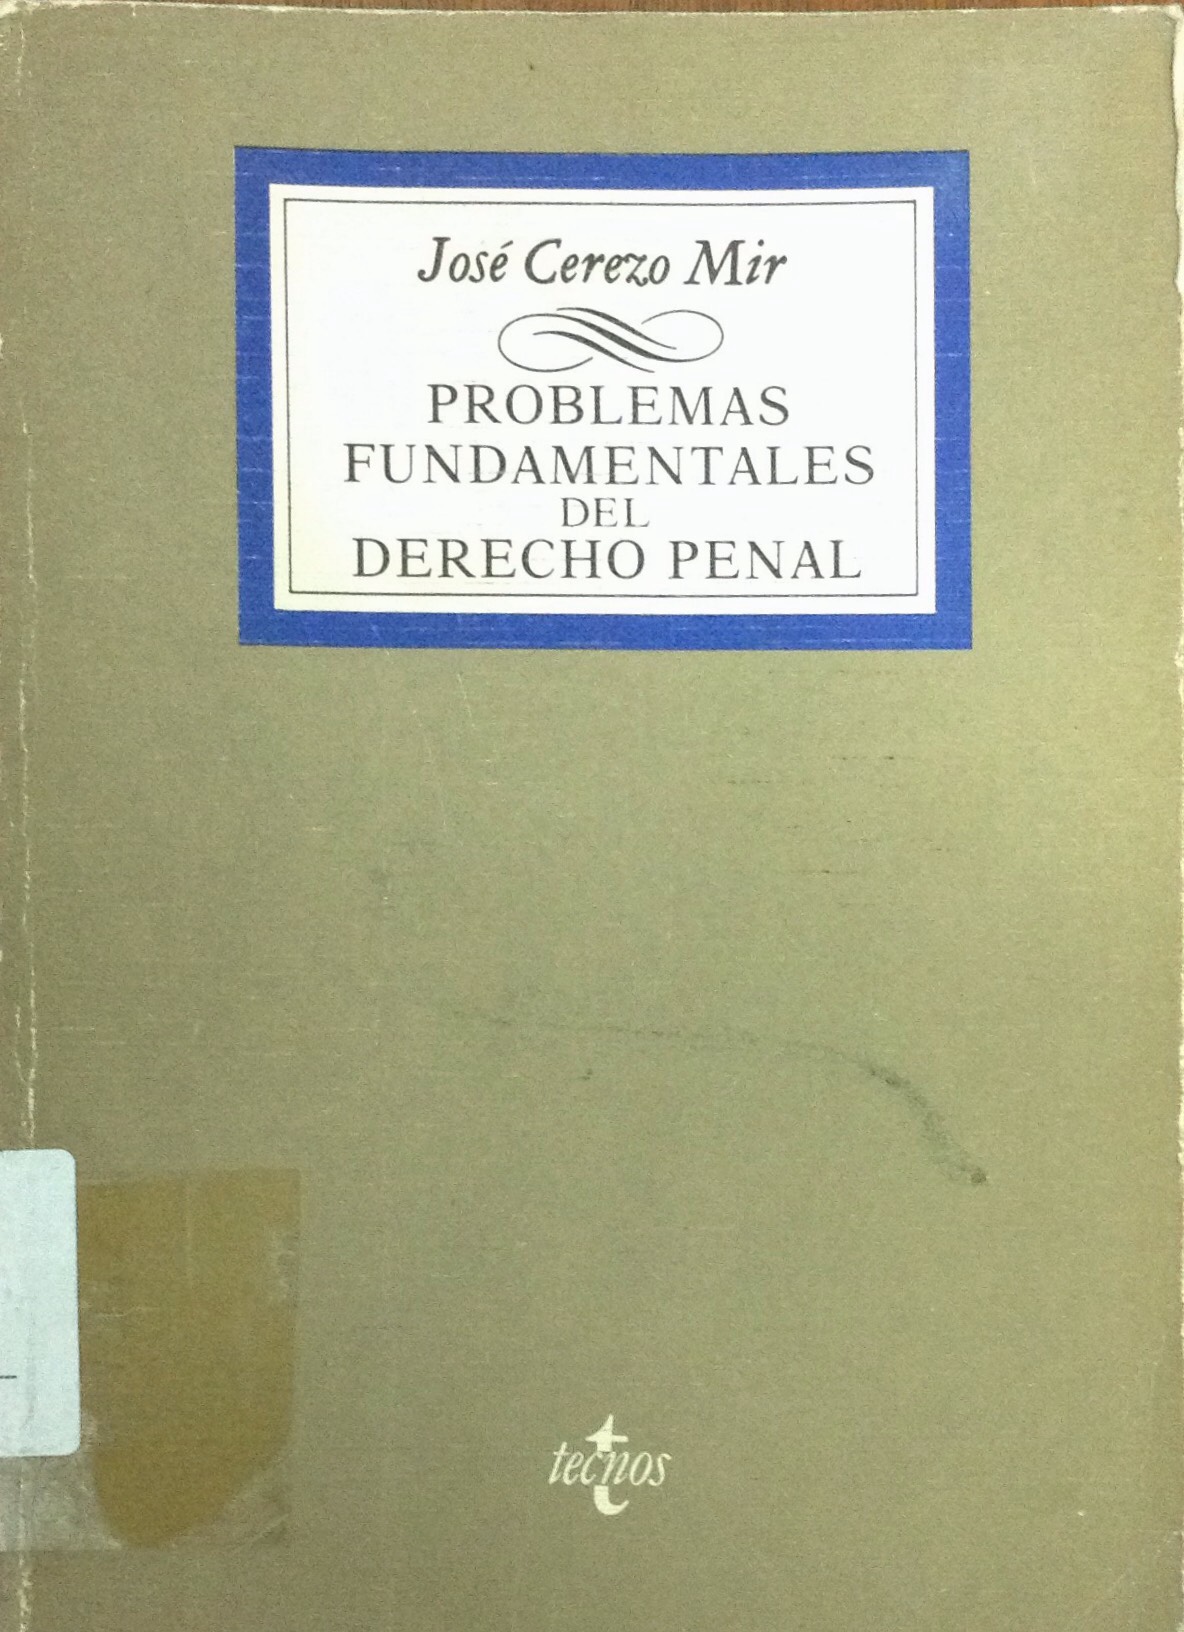 José Cerezo Mir
PROBLEMAS
FUNDAMENTALES
DEL
DERECHO PENAL
tecnos